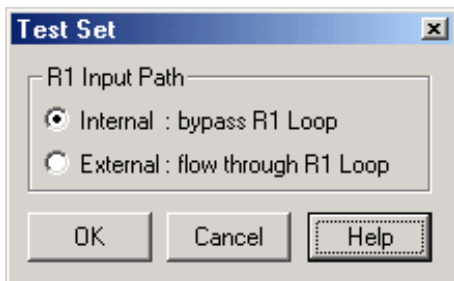 Test Set
R1 Input Path
Internal : bypass R1 Loop
External : flow through R1 Loop
OK Cancel Help